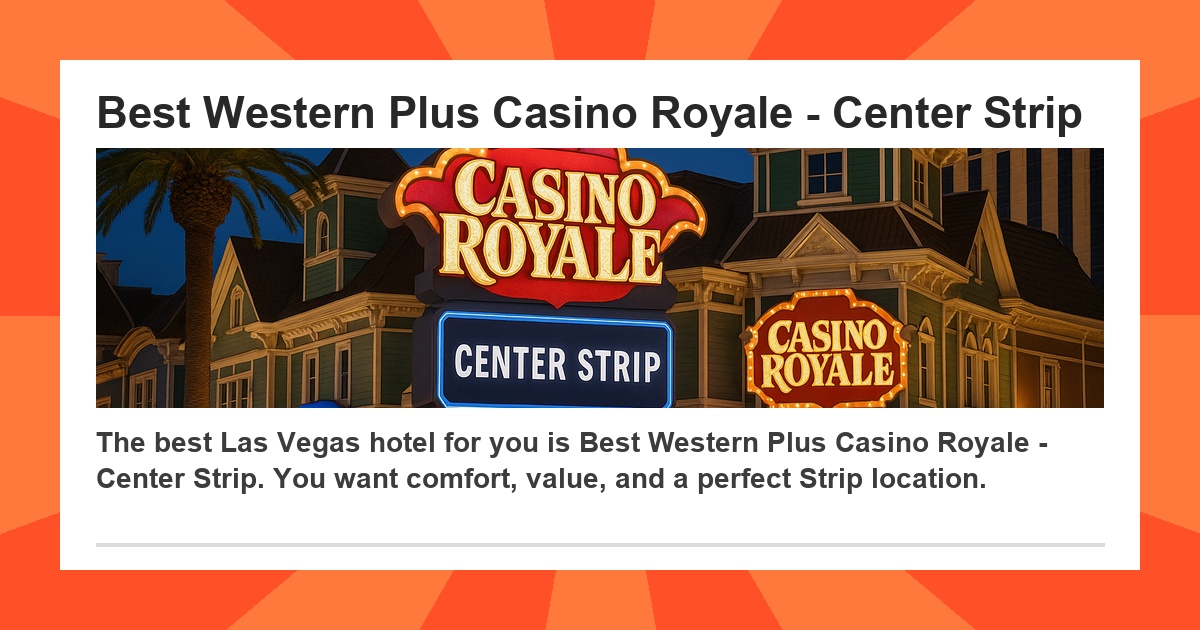 Best Western Plus Casino Royale - Center Strip
CASINO
ROYALE
CENTER STRIP
CASINO
ROYALE
The best Las Vegas hotel for you is Best Western Plus Casino Royale -
Center Strip. You want comfort, value, and a perfect Strip location.